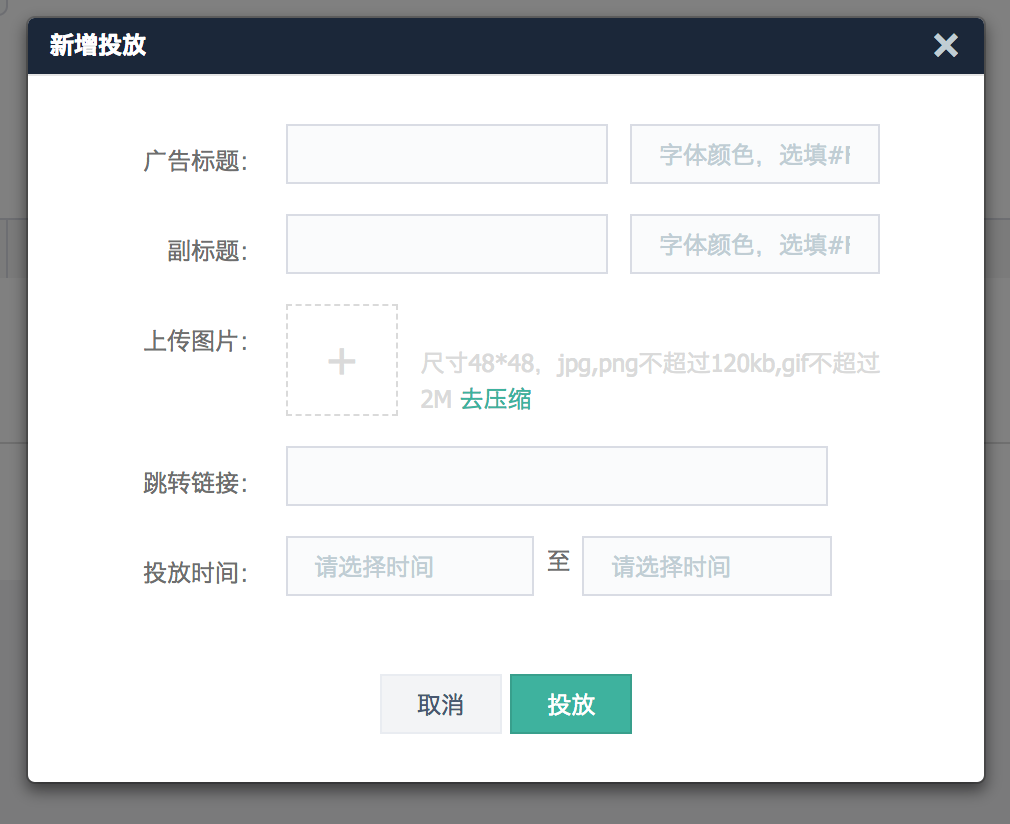 新增投放
广告标题：
字体颜色，选填#
副标题：
字体颜色，选填#
上传图片：
尺寸48*48，jpg,png不超过120kb,gif不超过
2M 去压缩
跳转链接：
投放时间：
请选择时间 至 请选择时间
取消 投放